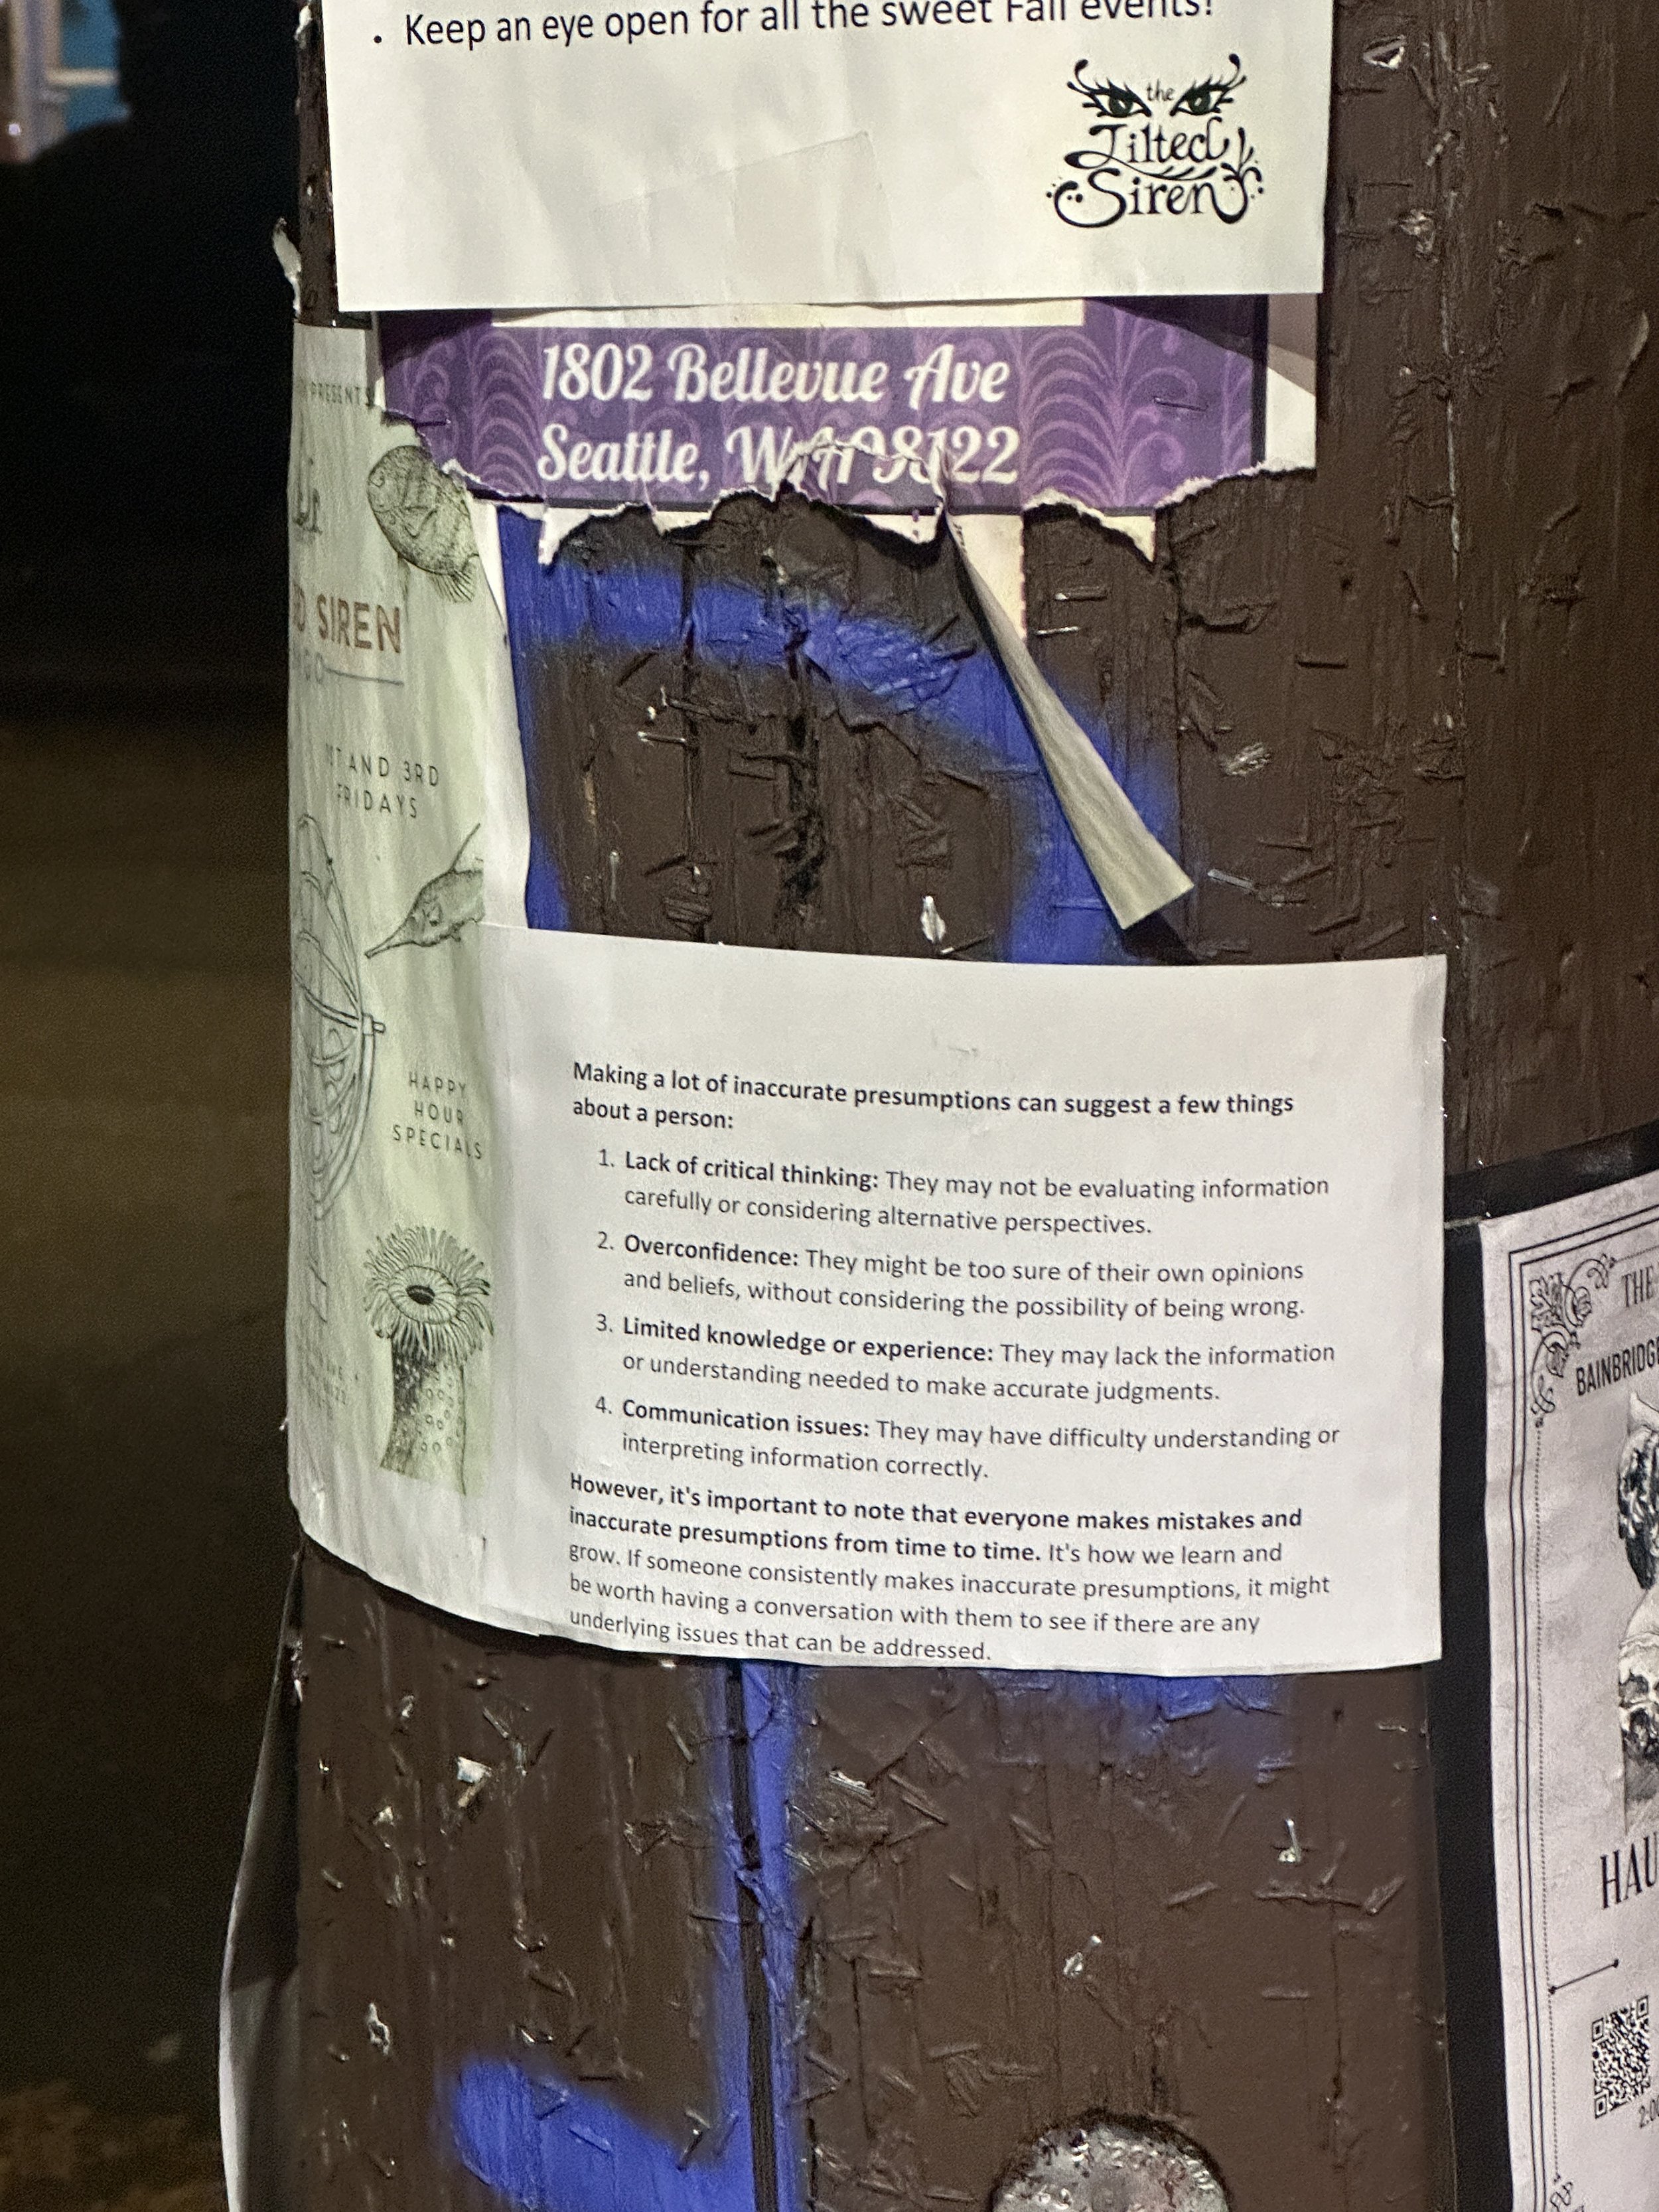 • Keep an eye open for all the sweet Fall events!
the
Jilted
Siren
1802 Bellevue Ave
Seattle, WA 98122
PRESENTS
SIREN
AND 3RD
FRIDAYS
HAPPY
HOUR
SPECIALS
Making a lot of inaccurate presumptions can suggest a few things
about a person:
1. Lack of critical thinking: They may not be evaluating information
carefully or considering alternative perspectives.
2. Overconfidence: They might be too sure of their own opinions
and beliefs, without considering the possibility of being wrong.
3. Limited knowledge or experience: They may lack the information
or understanding needed to make accurate judgments.
4. Communication issues: They may have difficulty understanding or
interpreting information correctly.
However, it's important to note that everyone makes mistakes and
inaccurate presumptions from time to time. It's how we learn and
grow. If someone consistently makes inaccurate presumptions, it might
be worth having a conversation with them to see if there are any
underlying issues that can be addressed.
THE
BAINBRIDG
HAU